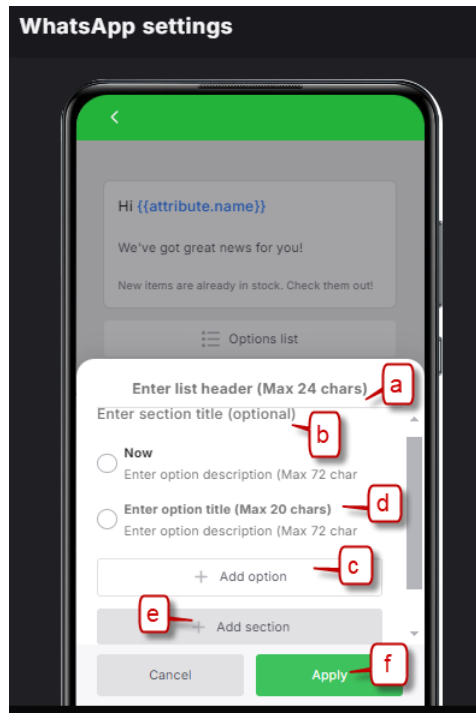 WhatsApp settings
Hi {{attribute.name}}
We've got great news for you!
New items are already in stock. Check them out!
Options list
Enter list header (Max 24 chars)
a
Enter section title (optional)
b
Now
Enter option description (Max 72 char
Enter option title (Max 20 chars)
d
Enter option description (Max 72 char
+ Add option
c
e
+ Add section
Cancel
Apply
f